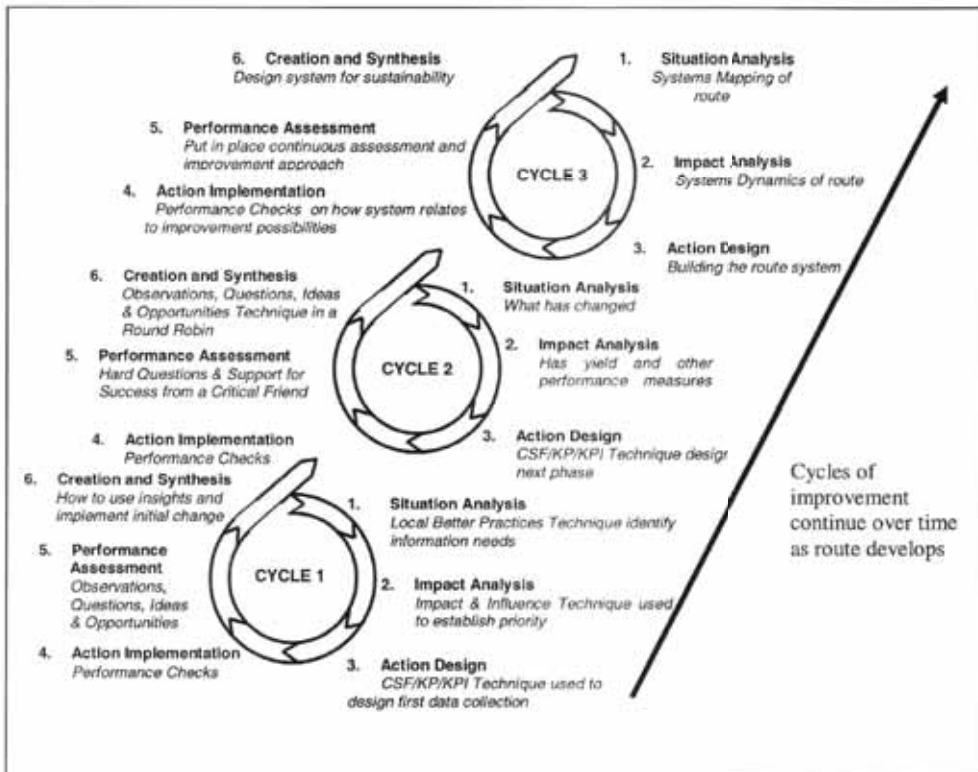 6. Creation and Synthesis
Design system for sustainability
1. Situation Analysis
Systems Mapping of
route
5. Performance Assessment
Put in place continuous assessment and
improvement approach
CYCLE 3
2. Impact Analysis
Systems Dynamics of route
4. Action Implementation
Performance Checks on how system relates
to improvement possibilities
3. Action Design
Building he route system
6. Creation and Synthesis
Observations, Questions, Ideas
& Opportunities Technique in a
Round Robin
1. Situation Analysis
What has changed
5. Performance Assessment
Hard Questions & Support for
Success from a Critical Friend
CYCLE 2
2. Impact Analysis
Has yield and other
performance measures
4. Action Implementation
Performance Checks
3. Action Design
CSF/KP/KPI Technique design
next phase
6. Creation and Synthesis
How to use insights and
implement initial change
1. Situation Analysis
Local Better Practices Technique identify
information needs
5. Performance
Assessment
Observations,
Questions, Ideas
& Opportunities
CYCLE 1
2. Impact Analysis
Impact & Influence Technique used
to establish priority
4. Action Implementation
Performance Checks
3. Action Design
CSF/KP/KPI Technique used to
design first data collection
Cycles of
improvement
continue over time
as route develops